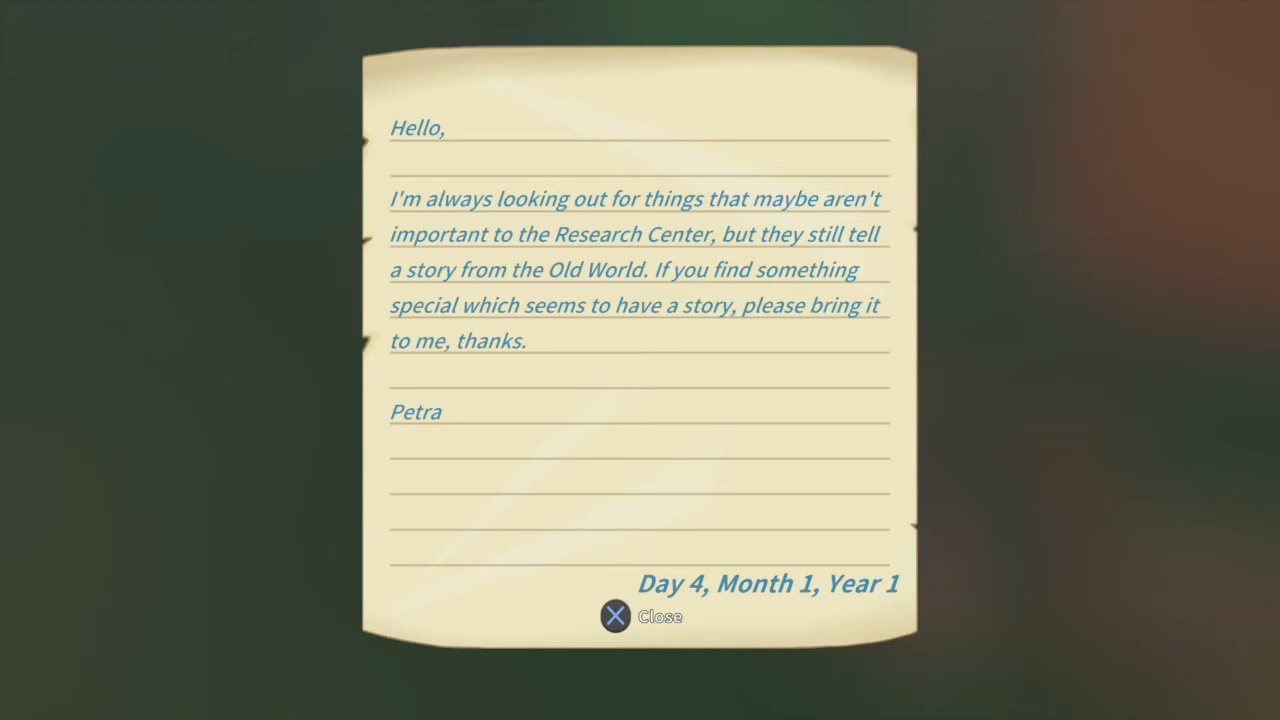 Hello,
I'm always looking out for things that maybe aren't
important to the Research Center, but they still tell
a story from the Old World. If you find something
special which seems to have a story, please bring it
to me, thanks.
Petra
Day 4, Month 1, Year 1
Close